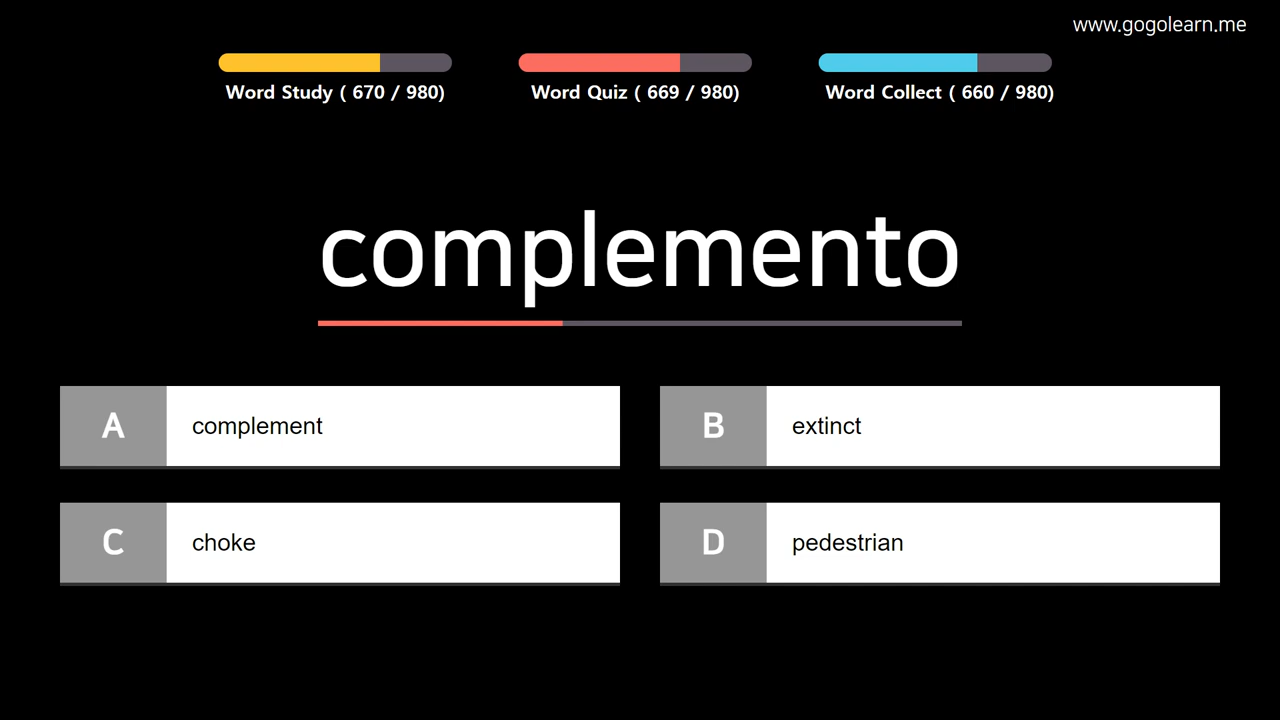 www.gogolearn.me
Word Study ( 670 / 980)
Word Quiz ( 669 / 980)
Word Collect ( 660 / 980)
complemento
A complement
B extinct
C choke
D pedestrian